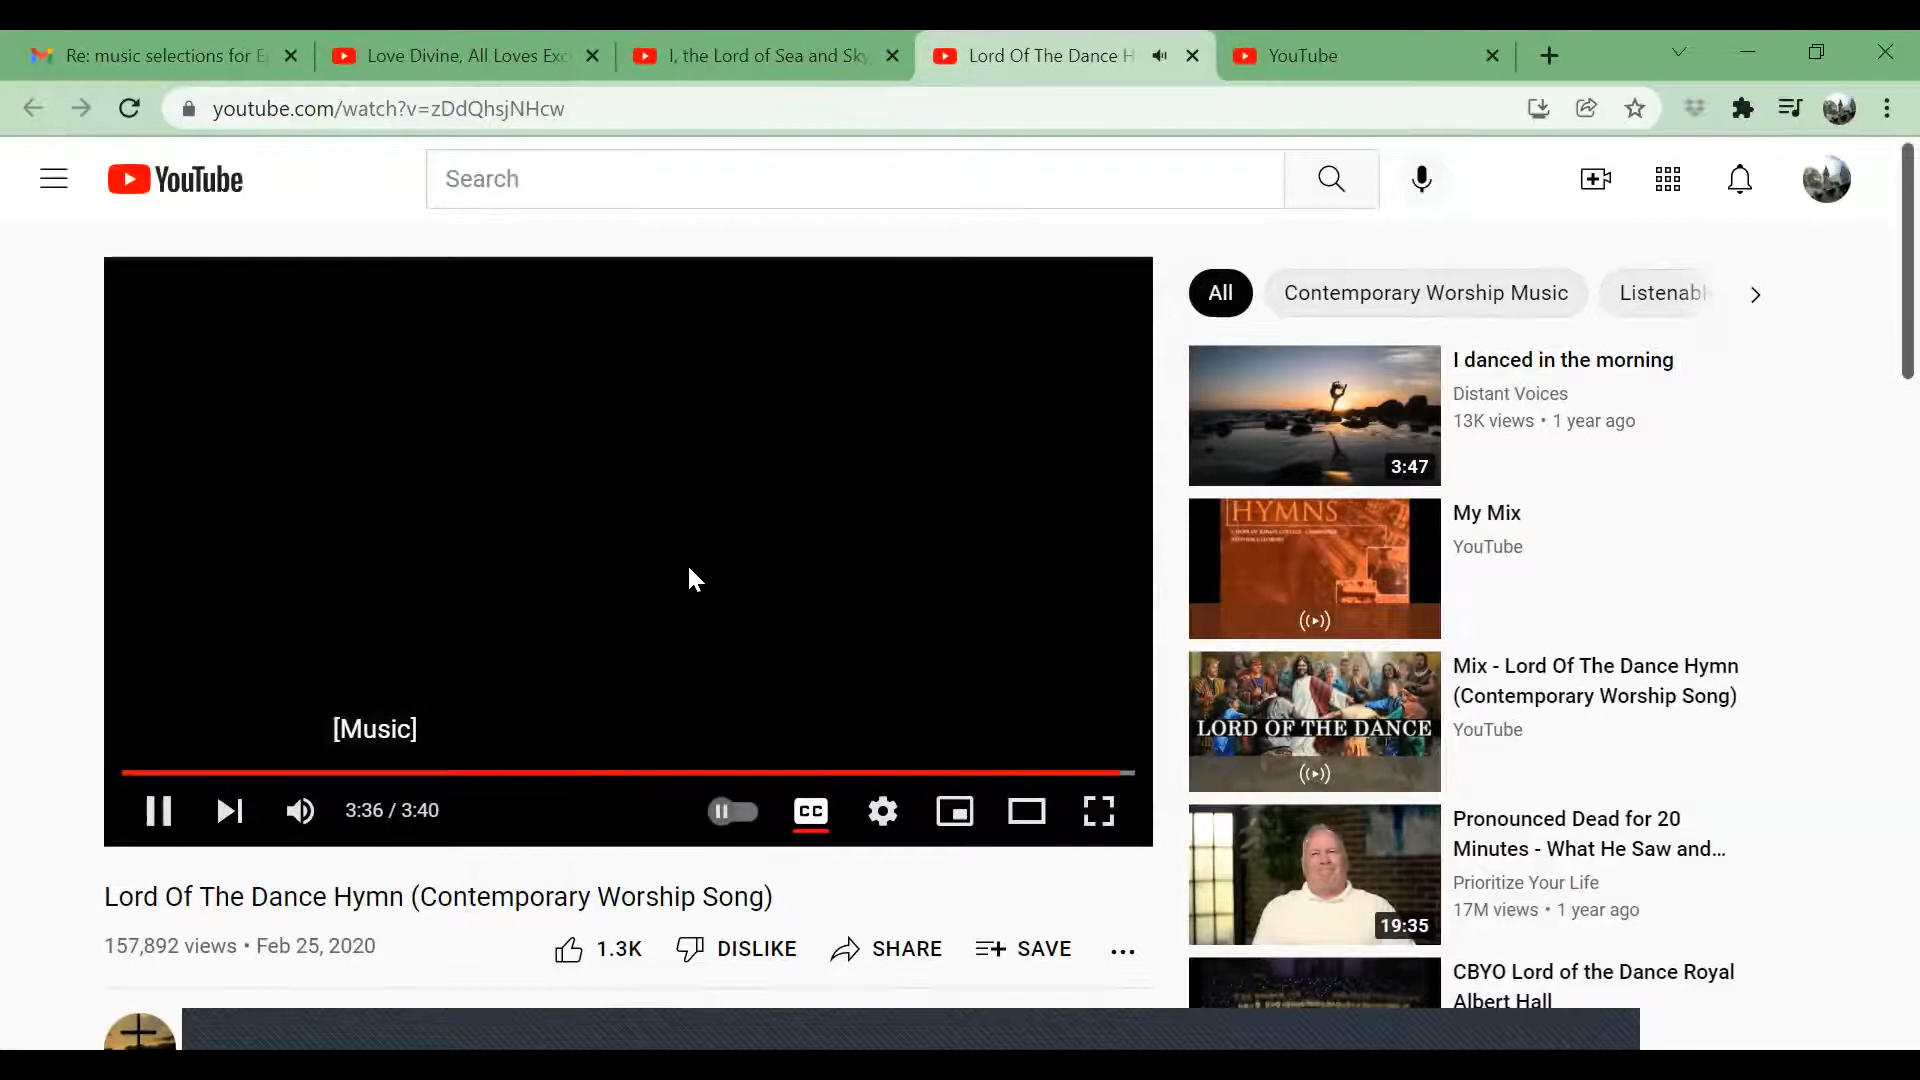 Re: music selections for E
Love Divine, All Loves Exc
I, the Lord of Sea and Sky,
Lord Of The Dance H
YouTube
youtube.com/watch?v=zDdQhsjNHcw
YouTube
Search
All
Contemporary Worship Music
Listenabl
I danced in the morning
Distant Voices
13K views • 1 year ago
3:47
HYMNS
My Mix
YouTube
Mix - Lord Of The Dance Hymn
(Contemporary Worship Song)
YouTube
LORD OF THE DANCE
[Music]
3:36 / 3:40
CC
Pronounced Dead for 20
Minutes - What He Saw and...
Prioritize Your Life
17M views • 1 year ago
19:35
Lord Of The Dance Hymn (Contemporary Worship Song)
157,892 views • Feb 25, 2020
1.3K
DISLIKE
SHARE
SAVE
CBYO Lord of the Dance Royal
Albert Hall